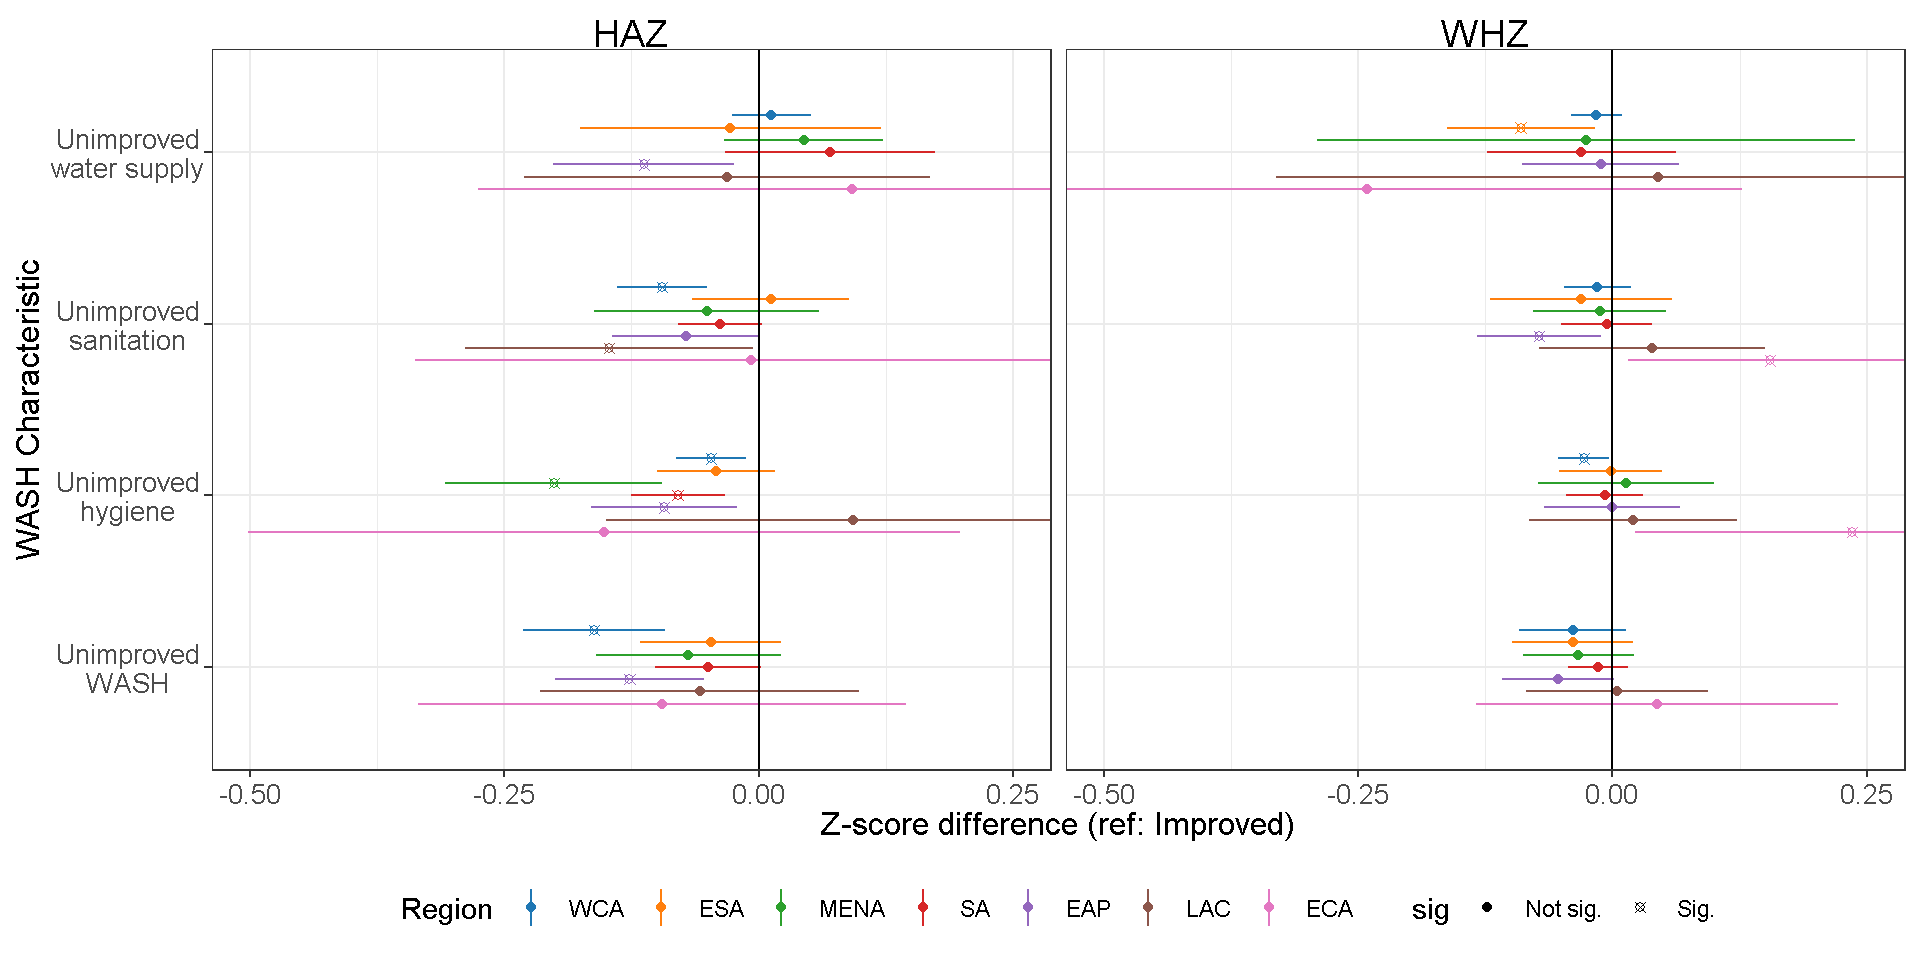 HAZ
WHZ
WASH Characteristic
Unimproved
water supply
Unimproved
sanitation
Unimproved
hygiene
Unimproved
WASH
-0.50 -0.25 0.00 0.25
-0.50 -0.25 0.00 0.25
Z-score difference (ref: Improved)
Region WCA ESA MENA SA EAP LAC ECA sig Not sig. Sig.